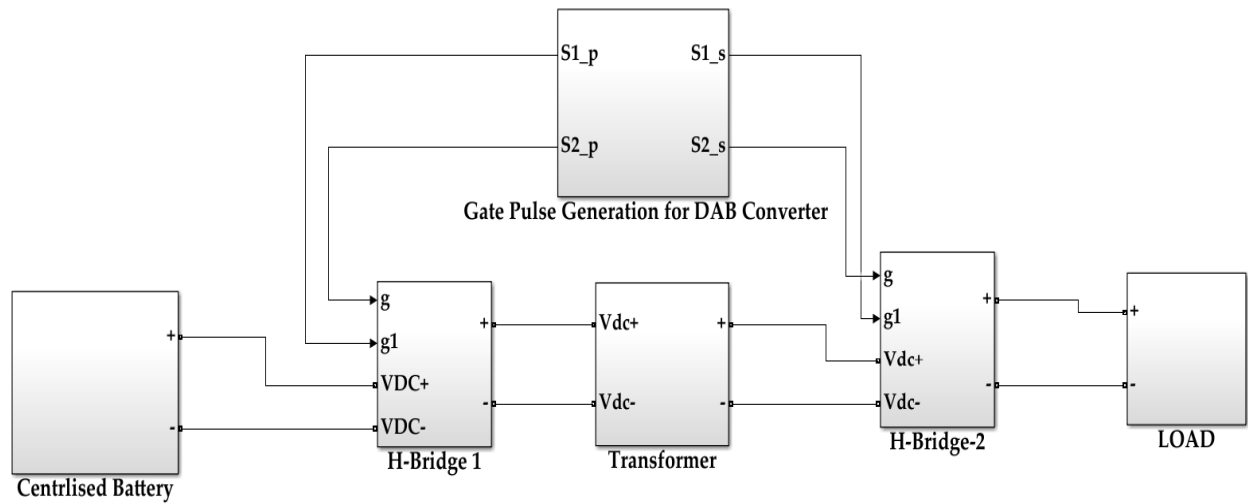 S1_p
S1_s
S2_p
S2_s
Gate Pulse Generation for DAB Converter
+
-
Centrlised Battery
g
g1
VDC+
VDC-
+
-
H-Bridge 1
Vdc+
Vdc-
+
-
Transformer
g
g1
Vdc+
Vdc-
+
-
H-Bridge-2
+
-
LOAD